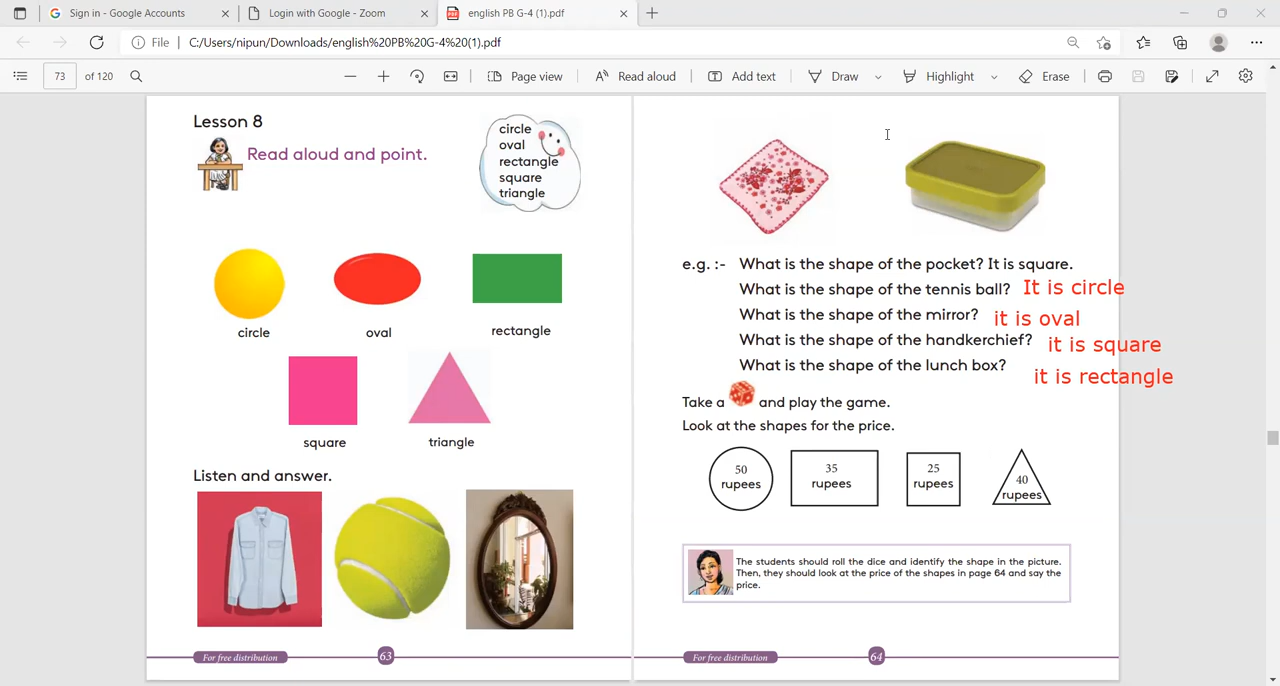 Sign in - Google Accounts
Login with Google - Zoom
english PB G-4 (1).pdf
File
C:/Users/nipun/Downloads/english%20PB%20G-4%20(1).pdf
73 of 120
Page view
Read aloud
Add text
Draw
Highlight
Erase
Lesson 8
Read aloud and point.
circle
oval
rectangle
square
triangle
circle
oval
rectangle
square
triangle
Listen and answer.
For free distribution
63
e.g. :- What is the shape of the pocket? It is square.
What is the shape of the tennis ball? It is circle
What is the shape of the mirror? it is oval
What is the shape of the handkerchief? it is square
What is the shape of the lunch box? it is rectangle
Take a and play the game.
Look at the shapes for the price.
50 rupees
35 rupees
25 rupees
40 rupees
The students should roll the dice and identify the shape in the picture.
Then, they should look at the price of the shapes in page 64 and say the
price.
For free distribution
64